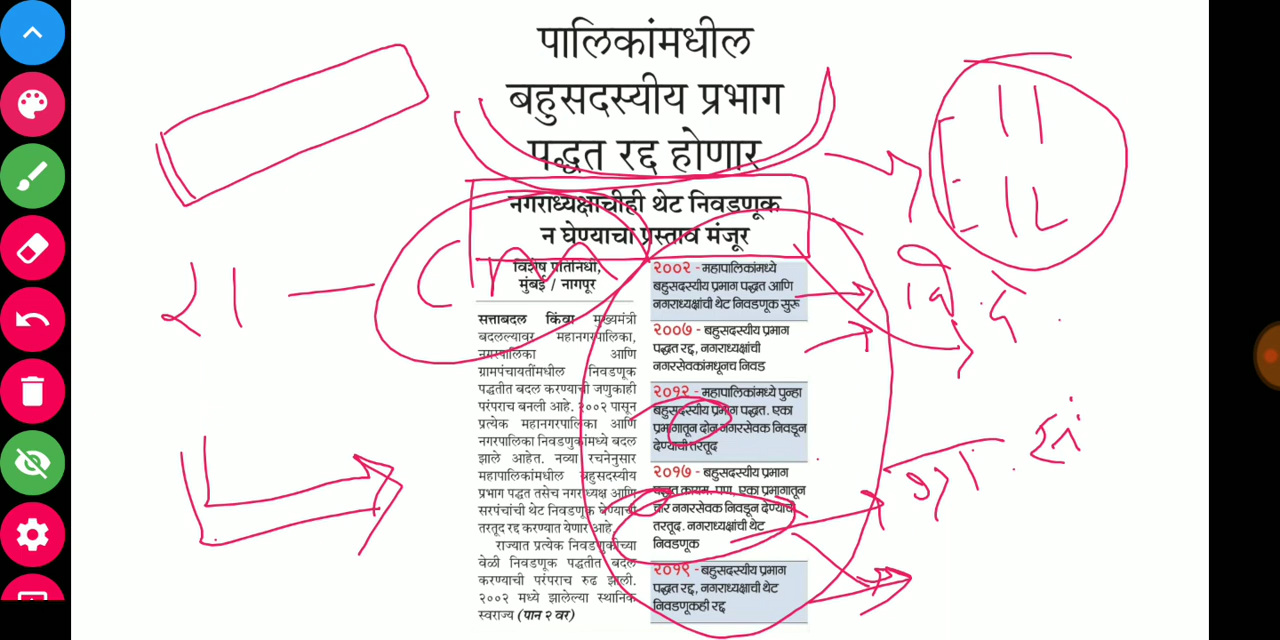 पालिकांमधील
बहुसदस्यीय प्रभाग
पद्धत रद्द होणार
नगराध्यक्षाचीही थेट निवडणूक
न घेण्याचा प्रस्ताव मंजूर
विशेष प्रतिनिधी,
मुंबई / नागपूर
सत्ताबदल किंवा मुख्यमंत्री
बदलल्यावर महानगरपालिका,
नगरपालिका आणि
ग्रामपंचायतींमधील निवडणूक
पद्धतीत बदल करण्याची जणुकाही
परंपराच बनली आहे. २००२ पासून
प्रत्येक महानगरपालिका आणि
नगरपालिका निवडणुकांमध्ये बदल
झाले आहेत. नव्या रचनेनुसार
महापालिकांमधील बहुसदस्यीय
प्रभाग पद्धत तसेच नगराध्यक्ष आणि
सरपंचांची थेट निवडणूक घेण्याची
तरतूद रद्द करण्यात येणार आहे.
राज्यात प्रत्येक निवडणुकीच्या
वेळी निवडणूक पद्धतीत बदल
करण्याची परंपराच रुढ झाली.
२००२ मध्ये झालेल्या स्थानिक
स्वराज्य (पान २ वर)
२००२ - महापालिकांमध्ये
बहुसदस्यीय प्रभाग पद्धत आणि
नगराध्यक्षांची थेट निवडणूक सुरू
२००७ - बहुसदस्यीय प्रभाग
पद्धत रद्द, नगराध्यक्षांची
नगरसेवकांमधूनच निवड
२०१२ - महापालिकांमध्ये पुन्हा
बहुसदस्यीय प्रभाग पद्धत. एका
प्रभागातून दोन नगरसेवक निवडून
देण्याची तरतूद
२०१७ - बहुसदस्यीय प्रभाग
पद्धत कायम. पण, एका प्रभागातून
चार नगरसेवक निवडून देण्याची
तरतूद. नगराध्यक्षांची थेट
निवडणूक
२०१९ - बहुसदस्यीय प्रभाग
पद्धत रद्द, नगराध्यक्षाची थेट
निवडणूकही रद्द
cm